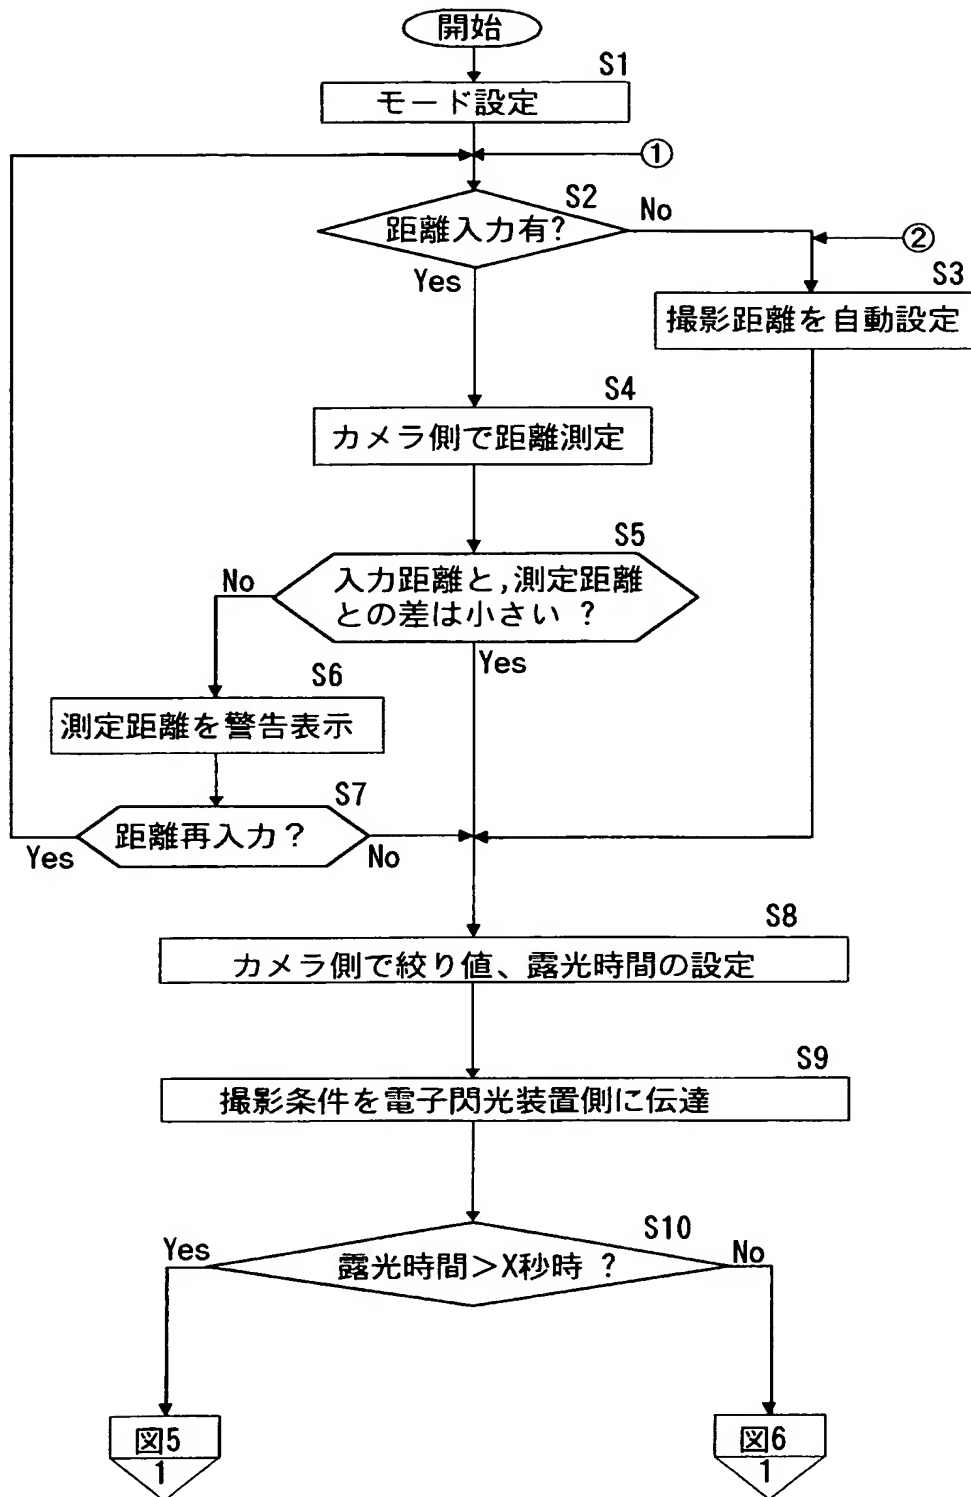 開始
S1
モード設定
①
S2
距離入力有?
No
Yes
②
S3
撮影距離を自動設定
S4
カメラ側で距離測定
S5
入力距離と,測定距離
との差は小さい ?
No
Yes
S6
測定距離を警告表示
S7
距離再入力?
Yes
No
S8
カメラ側で絞り値、露光時間の設定
S9
撮影条件を電子閃光装置側に伝達
S10
露光時間>X秒時 ?
Yes
No
図5
1
図6
1